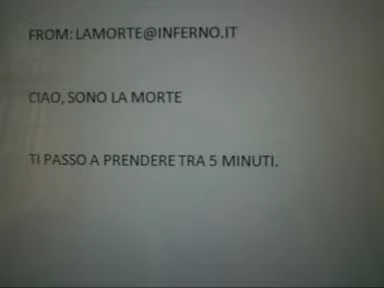 FROM: LAMORTE@INFERNO.IT
CIAO, SONO LA MORTE
TI PASSO A PRENDERE TRA 5 MINUTI.